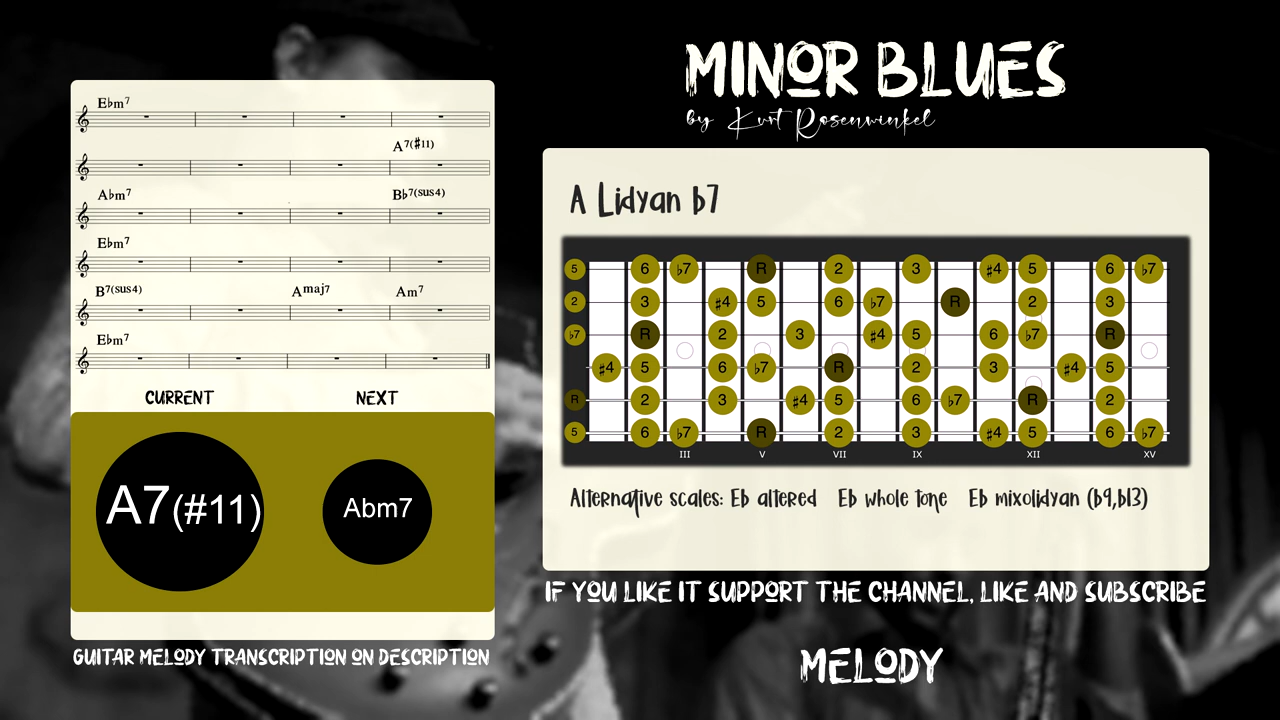 MINOR BLUES
by Kurt Rosenwinkel
Ebm7
A7(#11)
Abm7 Bb7(sus4)
Ebm7
B7(sus4) Amaj7 Am7
Ebm7
CURRENT NEXT
A7(#11) Abm7
GUITAR MELODY TRANSCRIPTION ON DESCRIPTION
A Lidyan b7
5 6 b7 R 2 3 #4 5 6 b7
2 3 #4 5 6 b7 R 2 3
b7 R 2 3 #4 5 6 b7 R
#4 5 6 b7 R 2 3 #4 5
R 2 3 #4 5 6 b7 R 2
5 6 b7 R 2 3 #4 5 6 b7
III V VII IX XII XV
Alternative scales: Eb altered Eb whole tone Eb mixolidyan (b9,b13)
IF YOU LIKE IT SUPPORT THE CHANNEL, LIKE AND SUBSCRIBE
MELODY